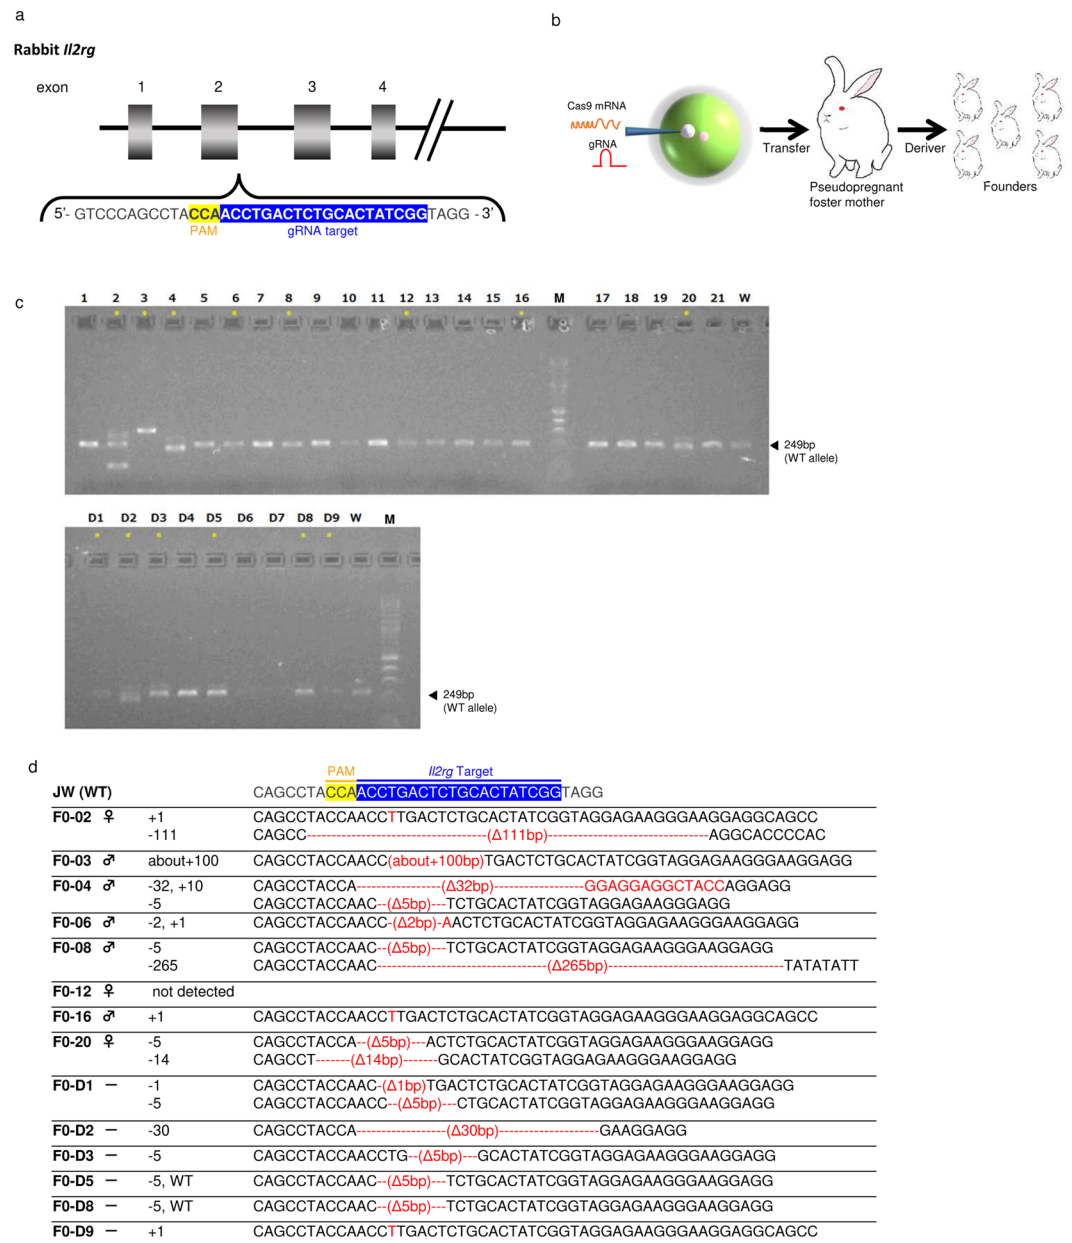 a
Rabbit Il2rg
exon 1 2 3 4
5'- GTCCCAGCCTACCAACCTGACTCTGCACTATCGGTAGG - 3'
PAM gRNA target
b
Cas9 mRNA
gRNA
Transfer
Pseudopregnant
foster mother
Deriver
Founders
c
1 2 3 4 5 6 7 8 9 10 11 12 13 14 15 16 M 17 18 19 20 21 W
249bp
(WT allele)
D1 D2 D3 D4 D5 D6 D7 D8 D9 W M
249bp
(WT allele)
d
PAM Il2rg Target
JW (WT) CAGCCTACCAACCTGACTCTGCACTATCGGTAGG
F0-02 ♀ +1 CAGCCTACCAACCTTGACTCTGCACTATCGGTAGGAGAAGGGAAGGAGGCAGCC
-111 CAGCC------------------------------(Δ111bp)---------------------------AGGCACCCCAC
F0-03 ♂ about+100 CAGCCTACCAACC(about+100bp)TGACTCTGCACTATCGGTAGGAGAAGGGAAGGAGG
F0-04 ♂ -32, +10 CAGCCTACCA--------------(Δ32bp)---------------GGAGGAGGCTACCAGGAGG
-5 CAGCCTACCAAC--(Δ5bp)---TCTGCACTATCGGTAGGAGAAGGGAGG
F0-06 ♂ -2, +1 CAGCCTACCAACC-(Δ2bp)-AACTCTGCACTATCGGTAGGAGAAGGGAAGGAGG
F0-08 ♂ -5 CAGCCTACCAAC--(Δ5bp)---TCTGCACTATCGGTAGGAGAAGGGAAGGAGG
-265 CAGCCTACCAAC----------------------------(Δ265bp)-----------------------------TATATATT
F0-12 ♀ not detected
F0-16 ♂ +1 CAGCCTACCAACCTTGACTCTGCACTATCGGTAGGAGAAGGGAAGGAGGCAGCC
F0-20 ♀ -5 CAGCCTACCA--(Δ5bp)---ACTCTGCACTATCGGTAGGAGAAGGGAAGGAGG
-14 CAGCCT------(Δ14bp)-------GCACTATCGGTAGGAGAAGGGAAGGAGG
F0-D1 – -1 CAGCCTACCAAC-(Δ1bp)TGACTCTGCACTATCGGTAGGAGAAGGGAAGGAGG
-5 CAGCCTACCAACC--(Δ5bp)---CTGCACTATCGGTAGGAGAAGGGAAGGAGG
F0-D2 – -30 CAGCCTACCA---------------(Δ30bp)-----------------GAAGGAGG
F0-D3 – -5 CAGCCTACCAACCTG--(Δ5bp)---GCACTATCGGTAGGAGAAGGGAAGGAGG
F0-D5 – -5, WT CAGCCTACCAAC--(Δ5bp)---TCTGCACTATCGGTAGGAGAAGGGAAGGAGG
F0-D8 – -5, WT CAGCCTACCAAC--(Δ5bp)---TCTGCACTATCGGTAGGAGAAGGGAAGGAGG
F0-D9 – +1 CAGCCTACCAACCTTGACTCTGCACTATCGGTAGGAGAAGGGAAGGAGGCAGCC